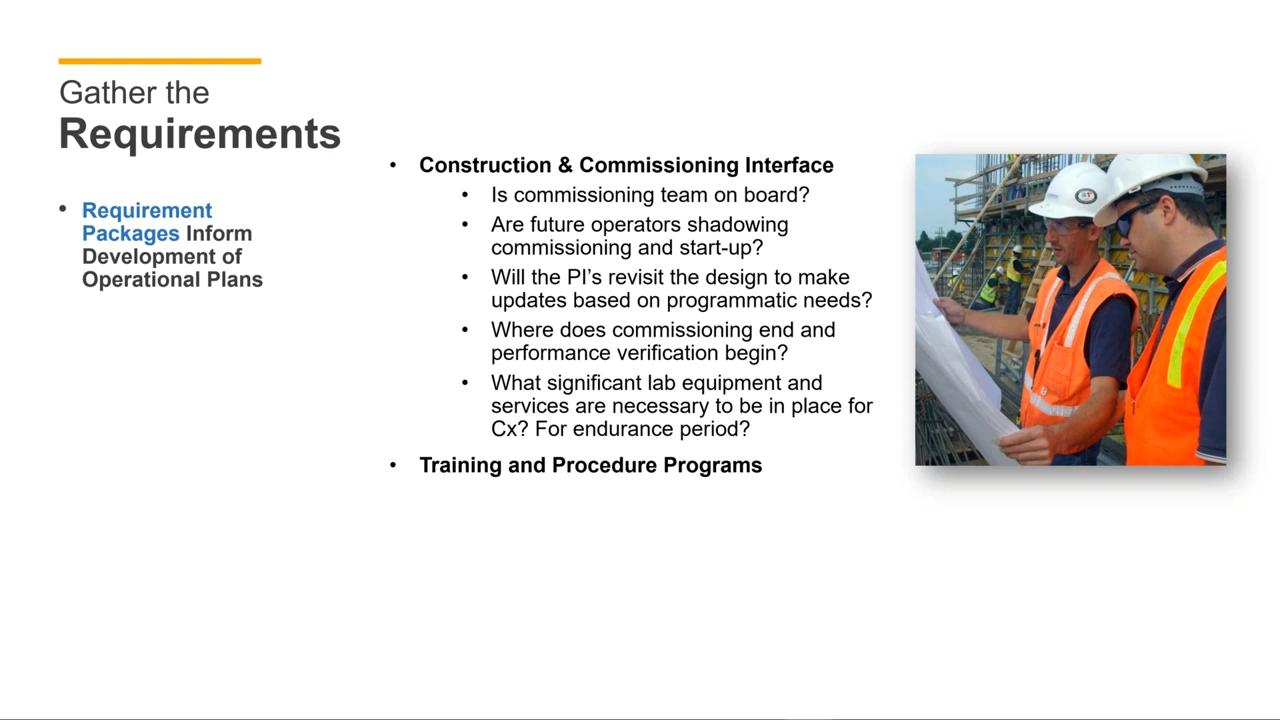 Gather the
Requirements
• Requirement
Packages Inform
Development of
Operational Plans
• Construction & Commissioning Interface
• Is commissioning team on board?
• Are future operators shadowing
commissioning and start-up?
• Will the PI’s revisit the design to make
updates based on programmatic needs?
• Where does commissioning end and
performance verification begin?
• What significant lab equipment and
services are necessary to be in place for
Cx? For endurance period?
• Training and Procedure Programs